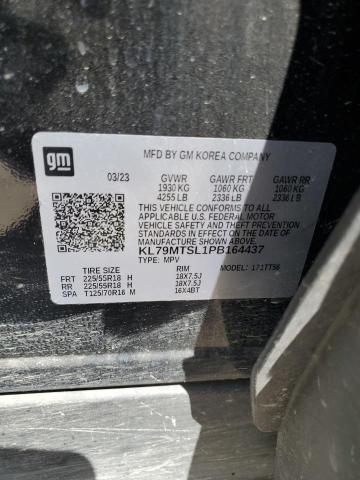 gm
MFD BY GM KOREA COMPANY
03/23 GVWR GAWR FRT GAWR RR
1930 KG 1060 KG 1060 KG
4255 LB 2336 LB 2336 LB
THIS VEHICLE CONFORMS TO ALL
APPLICABLE U.S. FEDERAL MOTOR
VEHICLE SAFETY AND THEFT PREVENTION
STANDARDS IN EFFECT ON THE DATE OF
MANUFACTURE SHOWN ABOVE.
KL79MTSL1PB164437
TYPE: MPV MODEL: 1TT56
TIRE SIZE RIM
FRT 225/55R18 H 18X7.5J
RR 225/55R18 H 18X7.5J
SPA T125/70R16 M 16X4BT